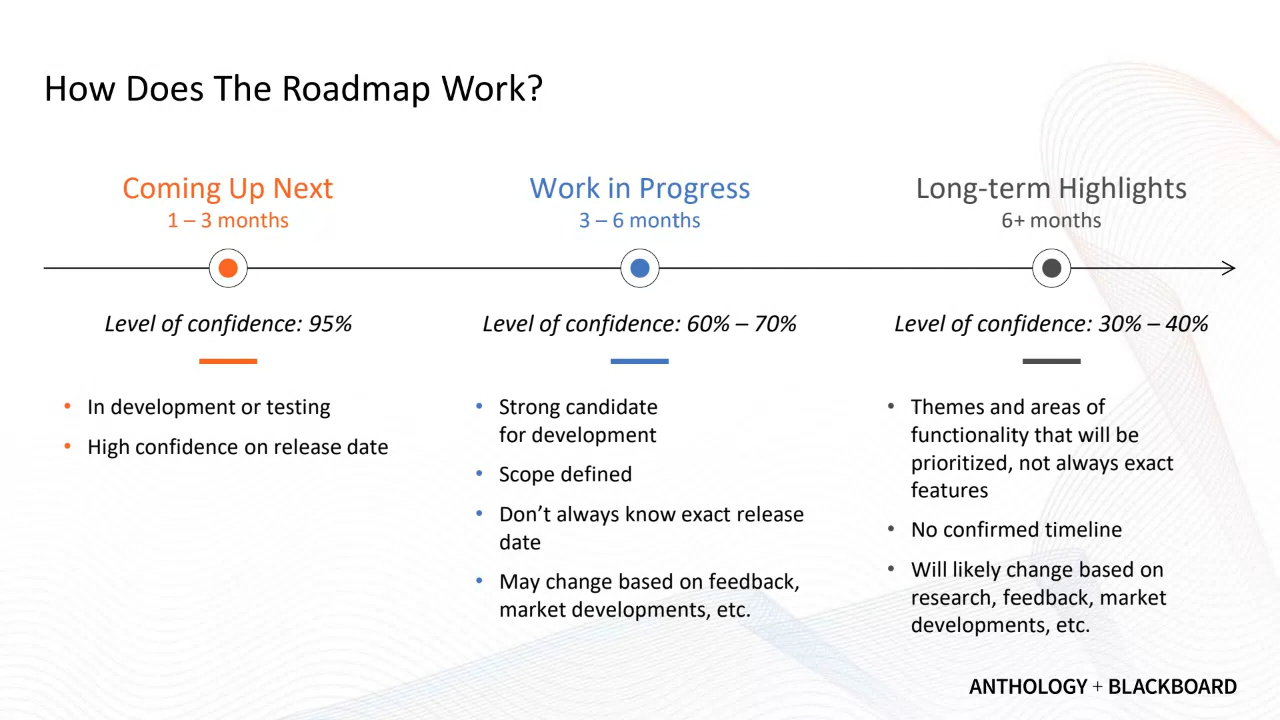 How Does The Roadmap Work?
Coming Up Next
1 – 3 months
Level of confidence: 95%
• In development or testing
• High confidence on release date
Work in Progress
3 – 6 months
Level of confidence: 60% – 70%
• Strong candidate
for development
• Scope defined
• Don’t always know exact release
date
• May change based on feedback,
market developments, etc.
Long-term Highlights
6+ months
Level of confidence: 30% – 40%
• Themes and areas of
functionality that will be
prioritized, not always exact
features
• No confirmed timeline
• Will likely change based on
research, feedback, market
developments, etc.
ANTHOLOGY + BLACKBOARD